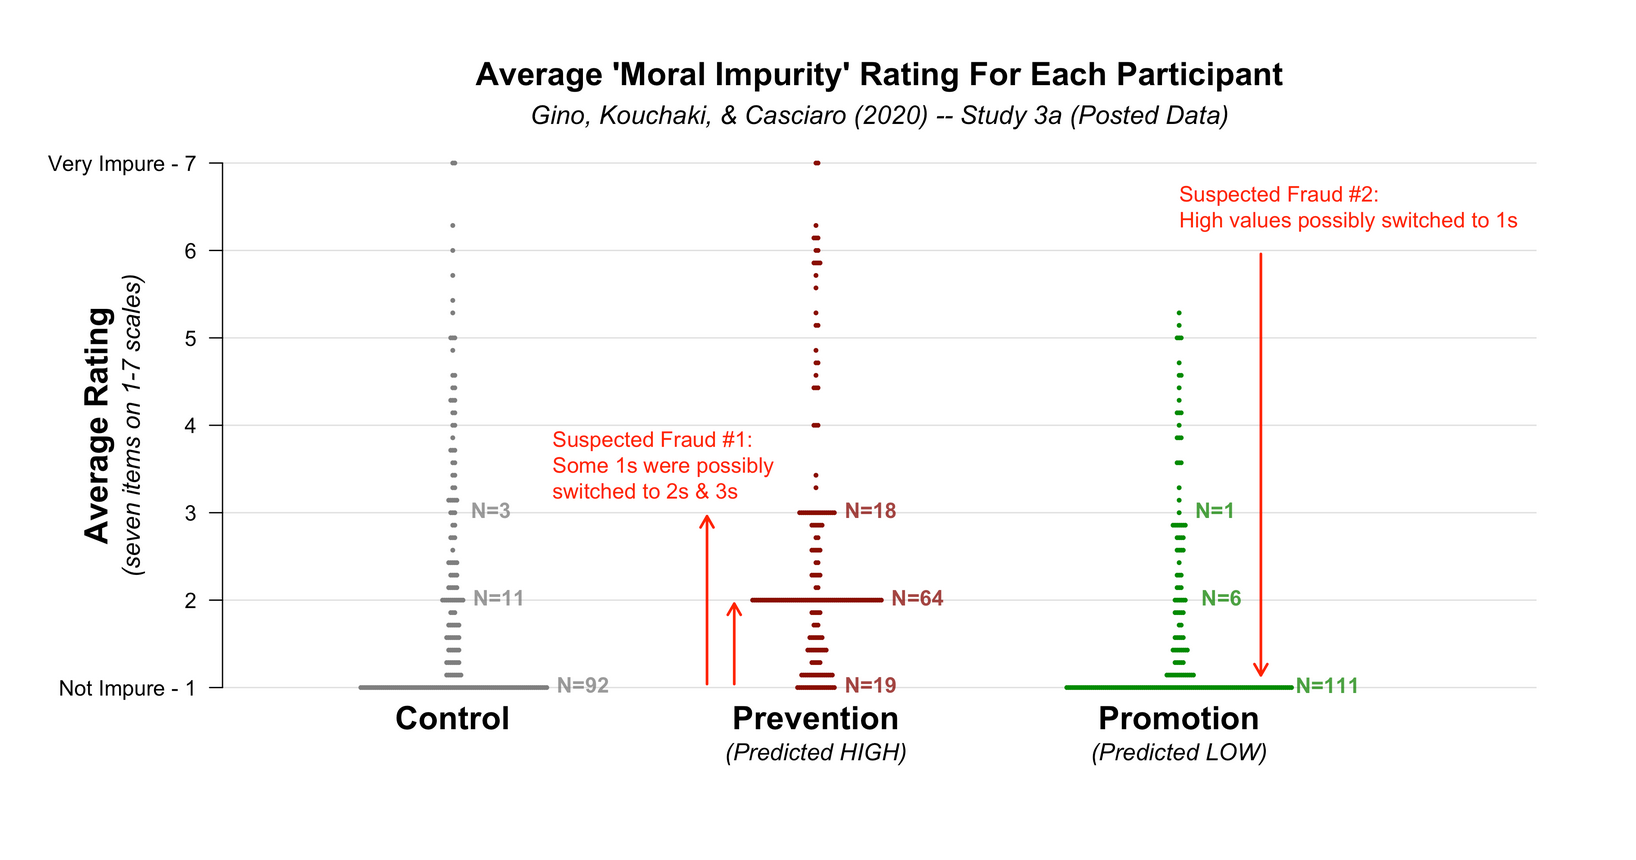 Average 'Moral Impurity' Rating For Each Participant
Gino, Kouchaki, & Casciaro (2020) -- Study 3a (Posted Data)
Average Rating
(seven items on 1-7 scales)
Very Impure - 7
6
5
4
3
2
Not Impure - 1
Suspected Fraud #2:
High values possibly switched to 1s
Suspected Fraud #1:
Some 1s were possibly
switched to 2s & 3s
N=3
N=18
N=1
N=11
N=64
N=6
N=92
N=19
N=111
Control
Prevention
(Predicted HIGH)
Promotion
(Predicted LOW)